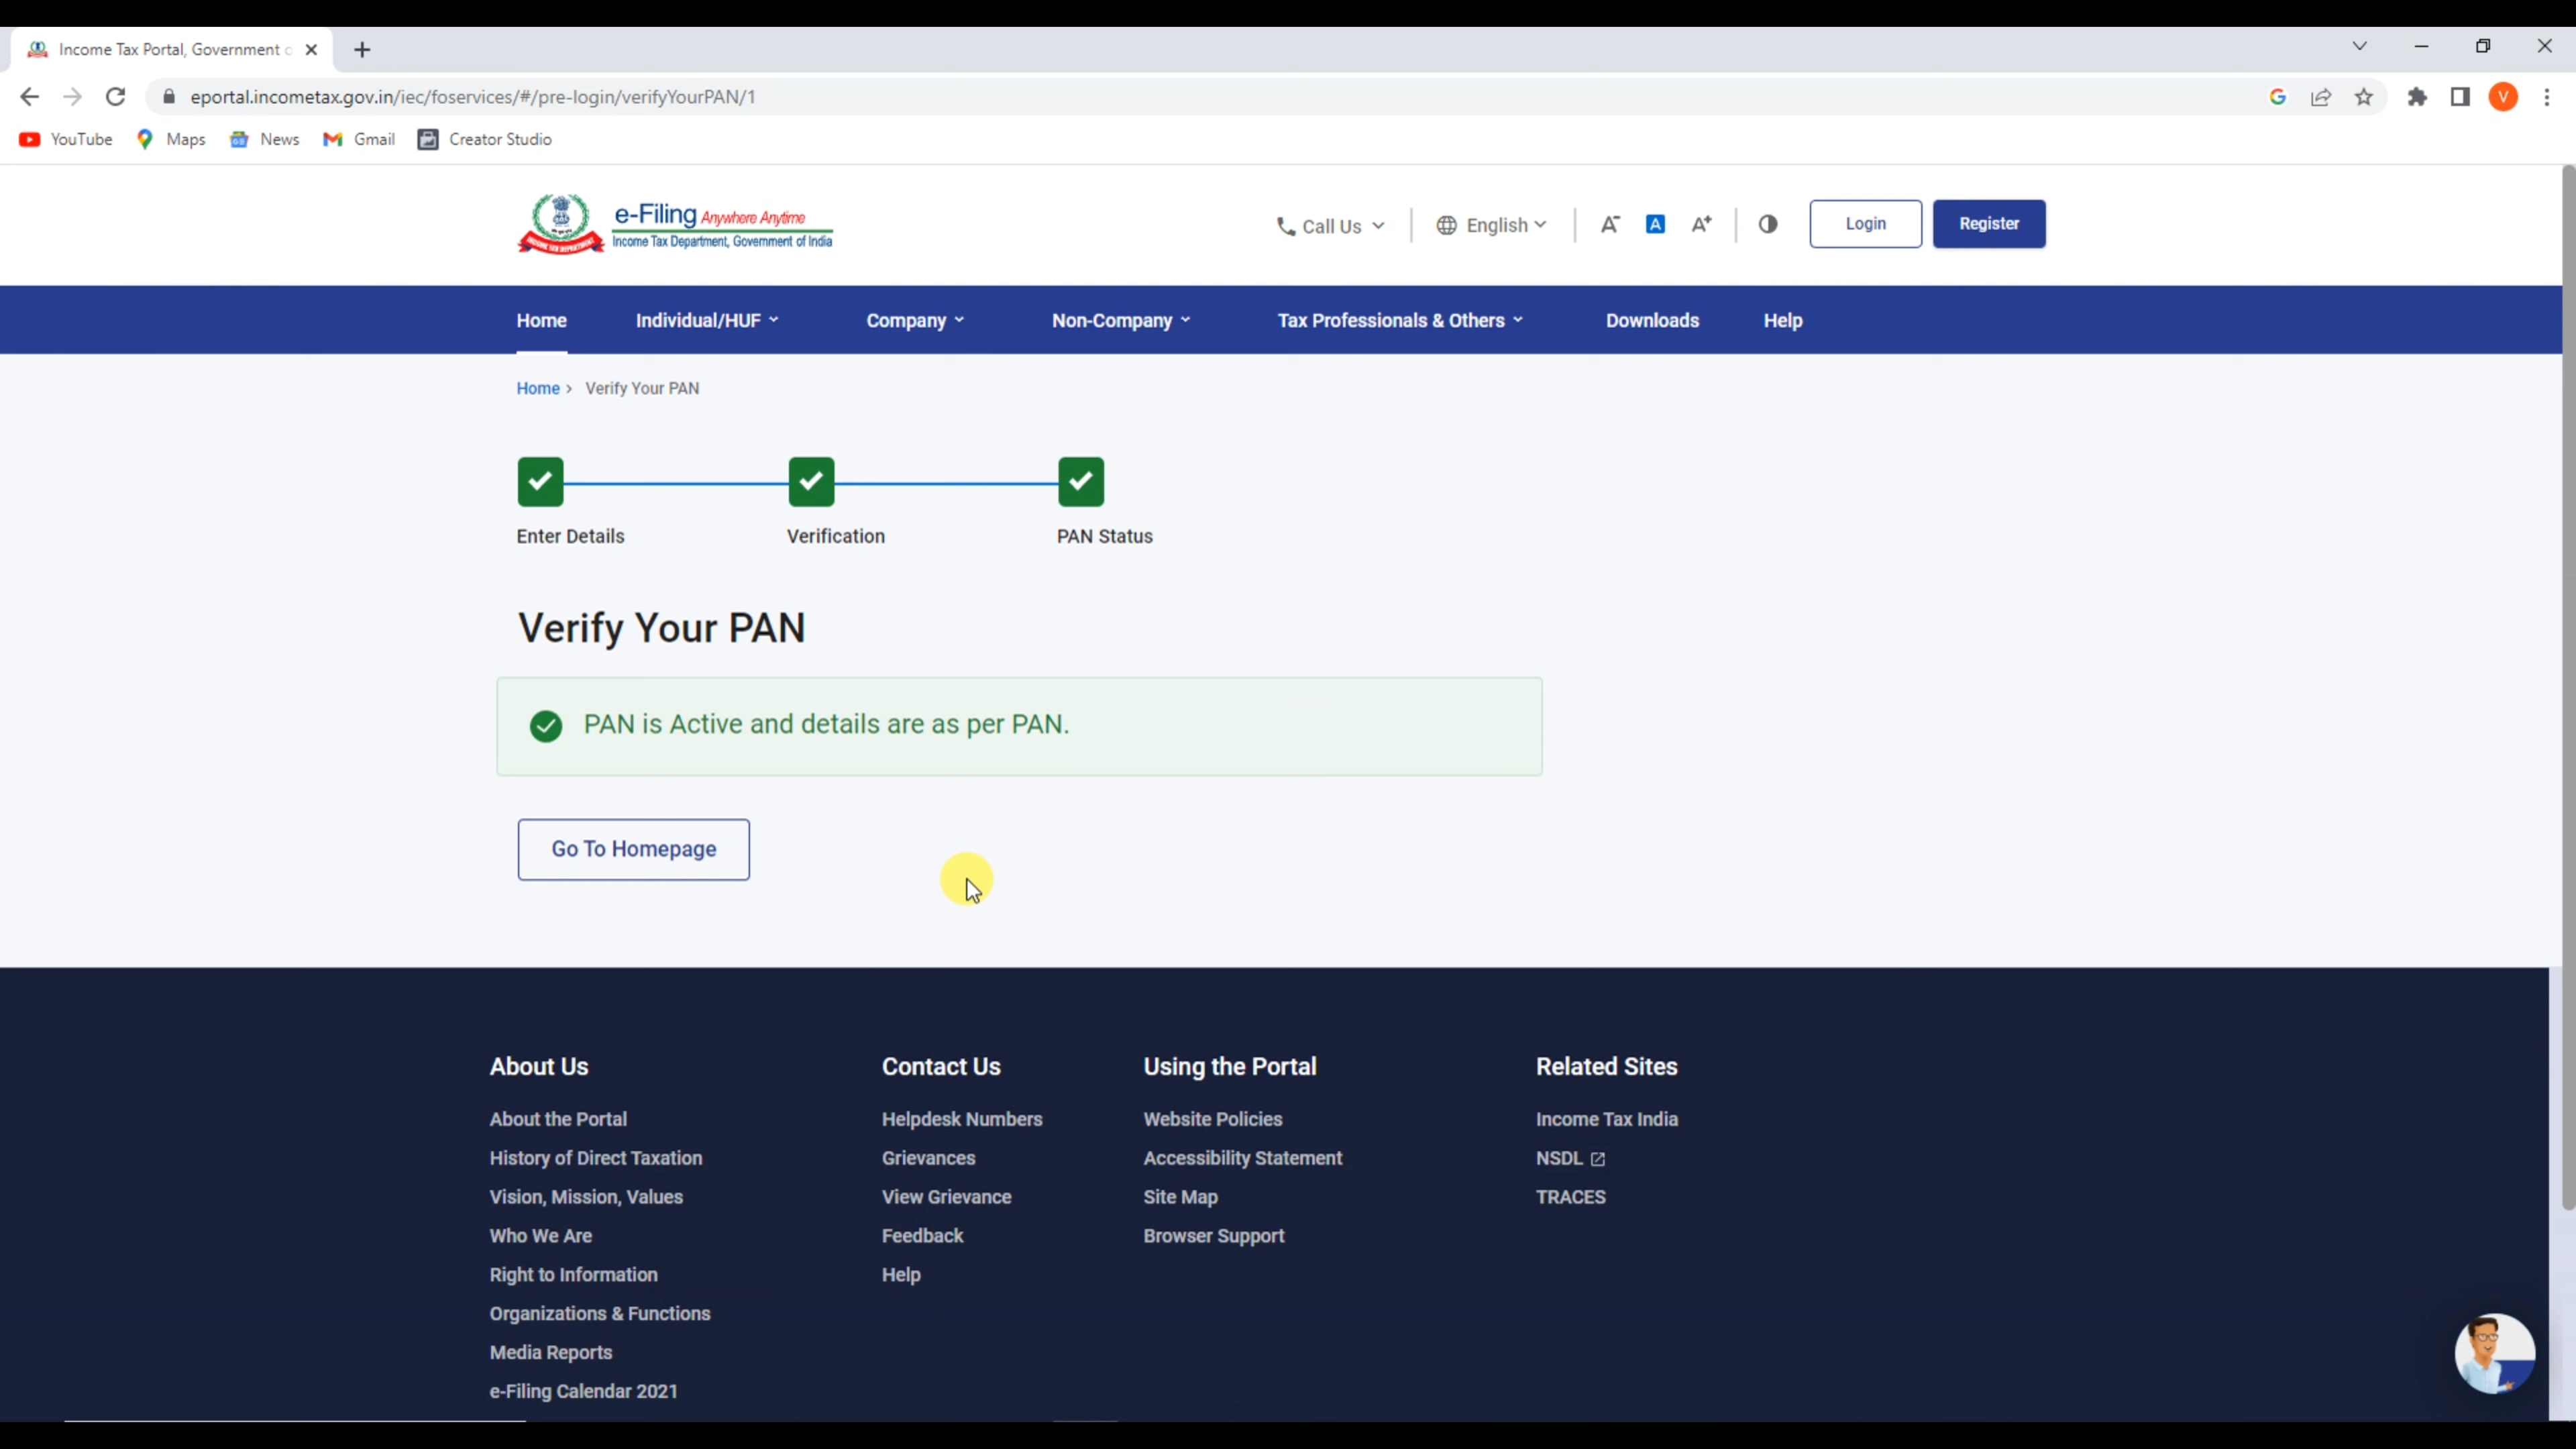 Income Tax Portal, Government o
eportal.incometax.gov.in/iec/foservices/#/pre-login/verifyYourPAN/1
V
YouTube
Maps
News
Gmail
Creator Studio
e-Filing Anywhere Anytime
Income Tax Department, Government of India
Call Us
English
A-
A
A+
Login
Register
Home
Individual/HUF
Company
Non-Company
Tax Professionals & Others
Downloads
Help
Home > Verify Your PAN
Enter Details
Verification
PAN Status
Verify Your PAN
PAN is Active and details are as per PAN.
Go To Homepage
About Us
About the Portal
History of Direct Taxation
Vision, Mission, Values
Who We Are
Right to Information
Organizations & Functions
Media Reports
e-Filing Calendar 2021
Contact Us
Helpdesk Numbers
Grievances
View Grievance
Feedback
Help
Using the Portal
Website Policies
Accessibility Statement
Site Map
Browser Support
Related Sites
Income Tax India
NSDL
TRACES